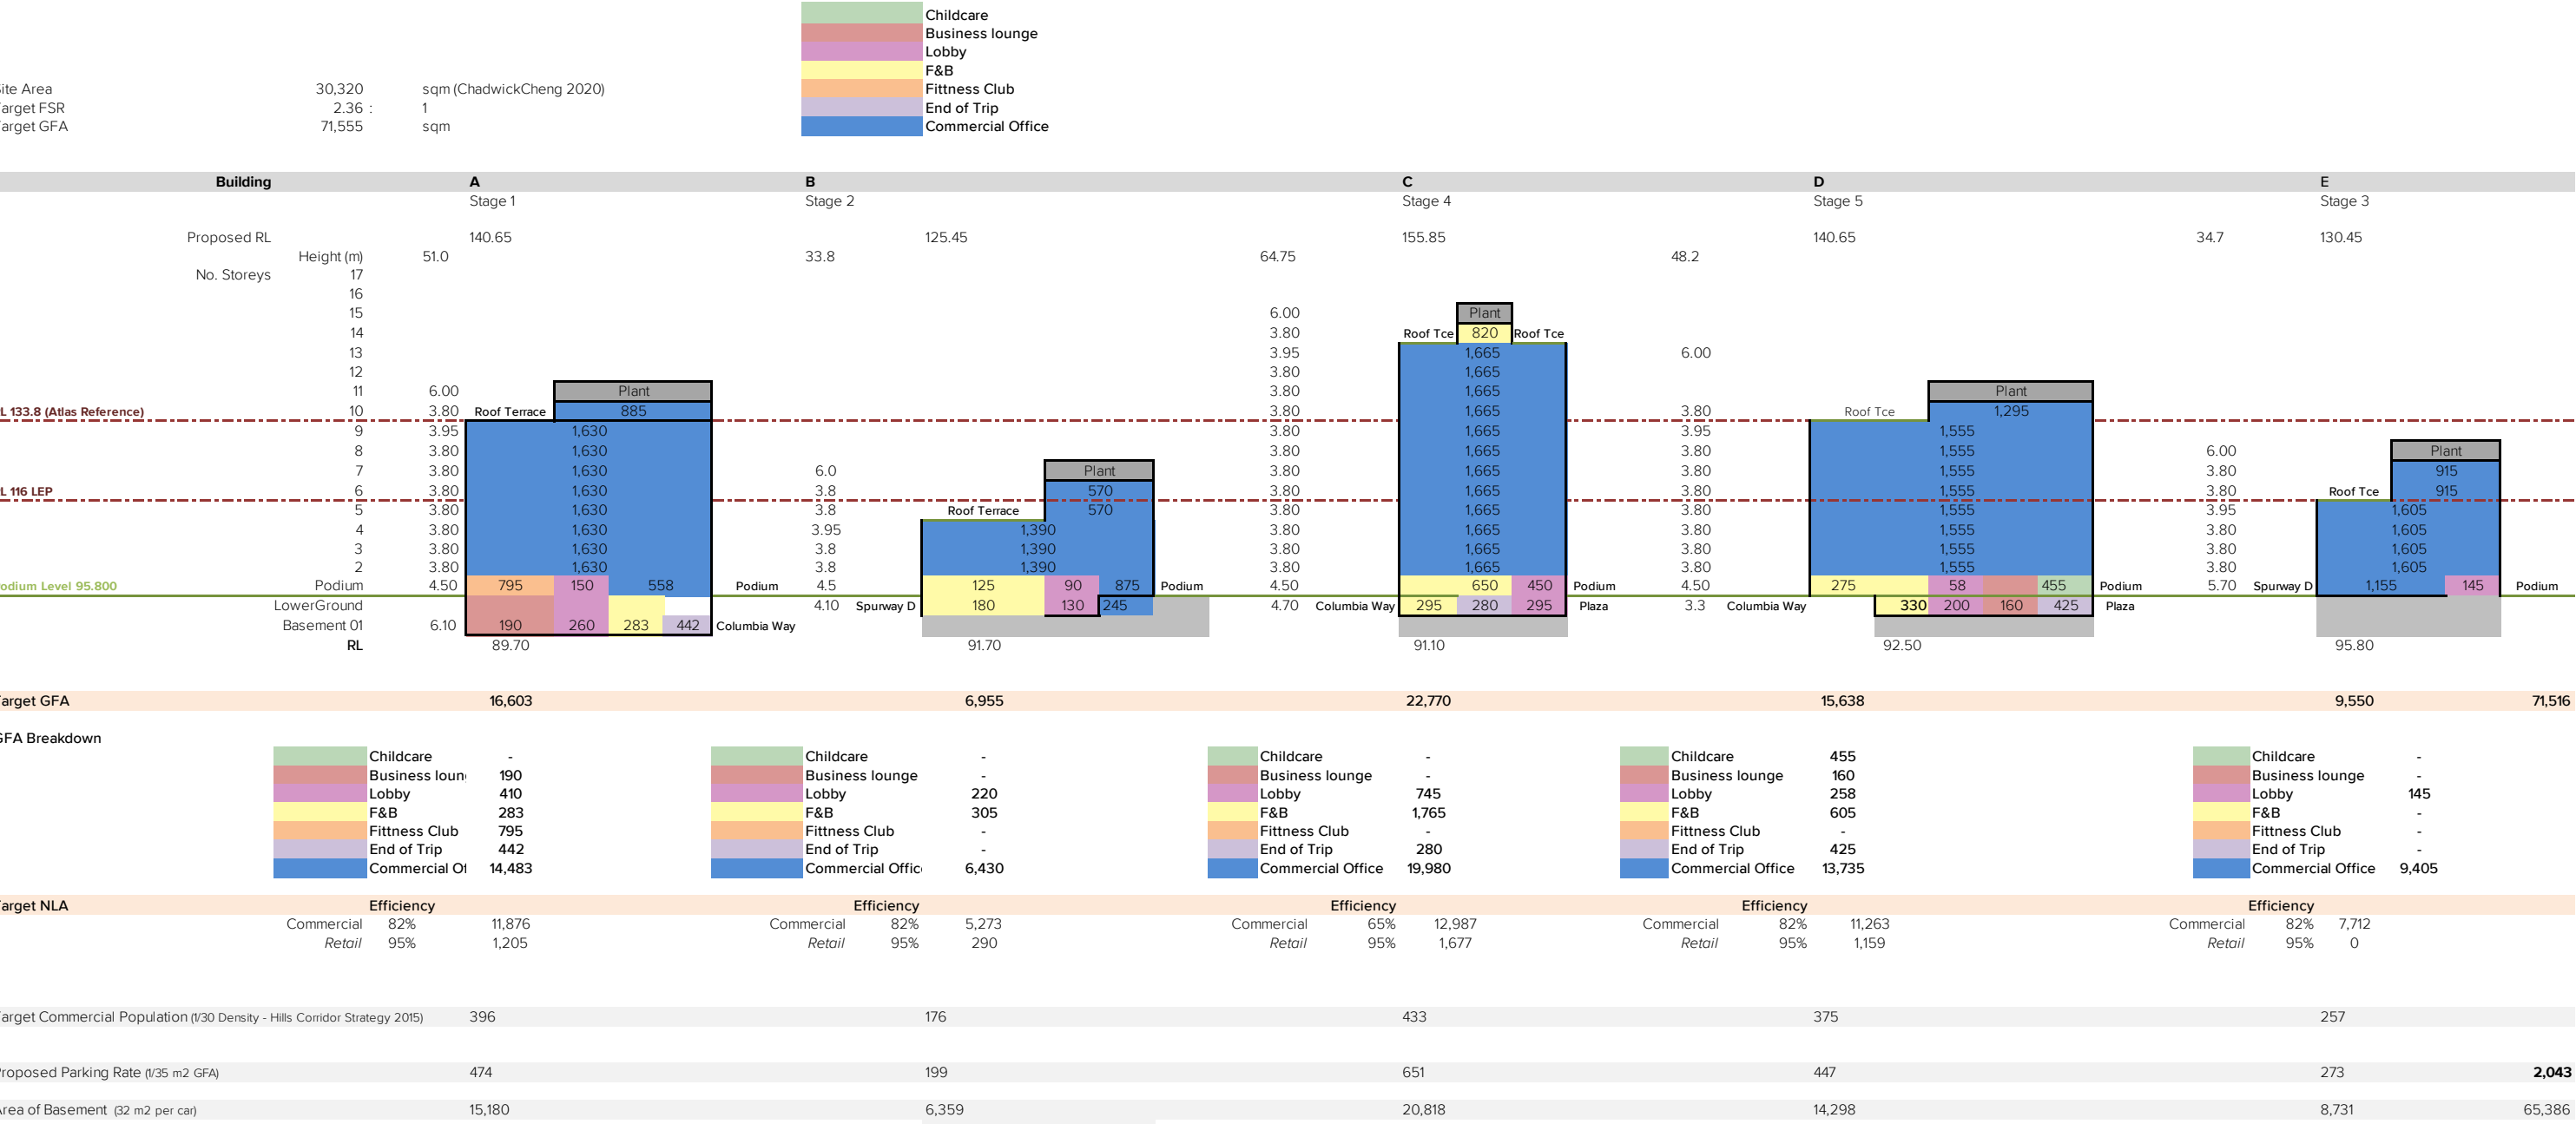 Childcare
Business lounge
Lobby
F&B
Site Area 30,320 sqm (ChadwickCheng 2020) Fittness Club
Target FSR 2.36 : 1 End of Trip
Target GFA 71,555 sqm Commercial Office
Building A B C D E
Stage 1 Stage 2 Stage 4 Stage 5 Stage 3
Proposed RL 140.65 125.45 155.85 140.65 34.7 130.45
Height (m) 51.0 33.8 64.75 48.2
No. Storeys 17
16
15 6.00 Plant
14 3.80 Roof Tce 820 Roof Tce
13 3.95 1,665 6.00
12 3.80 1,665
11 6.00 Plant 3.80 1,665 Plant
RL 133.8 (Atlas Reference) 10 3.80 Roof Terrace 885 3.80 1,665 3.80 Roof Tce 1,295
9 3.95 1,630 3.80 1,665 3.95 1,555
8 3.80 1,630 3.80 1,665 3.80 1,555 6.00 Plant
7 3.80 1,630 6.0 Plant 3.80 1,665 3.80 1,555 3.80 915
RL 116 LEP 6 3.80 1,630 3.8 570 3.80 1,665 3.80 1,555 3.80 Roof Tce 915
5 3.80 1,630 3.8 Roof Terrace 570 3.80 1,665 3.80 1,555 3.95 1,605
4 3.80 1,630 3.95 1,390 3.80 1,665 3.80 1,555 3.80 1,605
3 3.80 1,630 3.8 1,390 3.80 1,665 3.80 1,555 3.80 1,605
2 3.80 1,630 3.8 1,390 3.80 1,665 3.80 1,555 3.80 1,605
Podium Level 95.800 Podium 4.50 795 150 558 Podium 4.5 125 90 875 Podium 4.50 650 450 Podium 4.50 275 58 455 Podium 5.70 Spurway D 1,155 145 Podium
LowerGround 4.10 Spurway D 180 130 245 4.70 Columbia Way 295 280 295 Plaza 3.3 Columbia Way 330 200 160 425 Plaza
Basement 01 6.10 190 260 283 442 Columbia Way
RL 89.70 91.70 91.10 92.50 95.80
Target GFA 16,603 6,955 22,770 15,638 9,550 71,516
GFA Breakdown
Childcare - Childcare - Childcare - Childcare 455 Childcare -
Business loun 190 Business lounge - Business lounge - Business lounge 160 Business lounge -
Lobby 410 Lobby 220 Lobby 745 Lobby 258 Lobby 145
F&B 283 F&B 305 F&B 1,765 F&B 605 F&B -
Fittness Club 795 Fittness Club - Fittness Club - Fittness Club - Fittness Club -
End of Trip 442 End of Trip - End of Trip 280 End of Trip 425 End of Trip -
Commercial Of 14,483 Commercial Offic 6,430 Commercial Office 19,980 Commercial Office 13,735 Commercial Office 9,405
Target NLA Efficiency Efficiency Efficiency Efficiency Efficiency
Commercial 82% 11,876 Commercial 82% 5,273 Commercial 65% 12,987 Commercial 82% 11,263 Commercial 82% 7,712
Retail 95% 1,205 Retail 95% 290 Retail 95% 1,677 Retail 95% 1,159 Retail 95% 0
Target Commercial Population (1/30 Density - Hills Corridor Strategy 2015) 396 176 433 375 257
Proposed Parking Rate (1/35 m2 GFA) 474 199 651 447 273 2,043
Area of Basement (32 m2 per car) 15,180 6,359 20,818 14,298 8,731 65,386